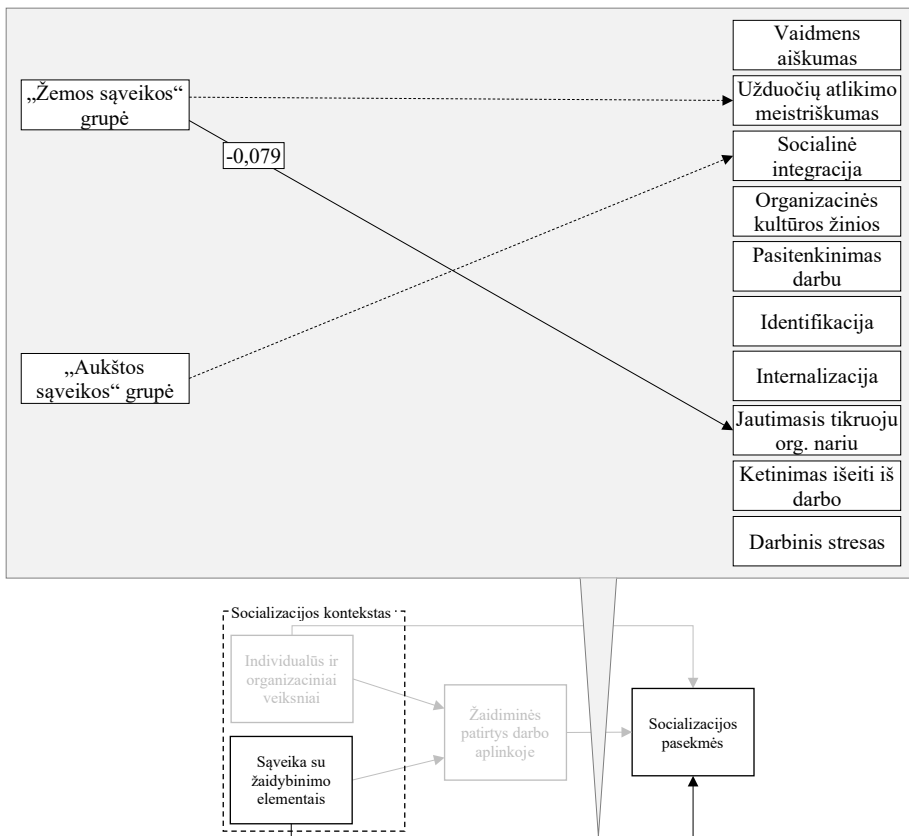 „Žemos sąveikos“
grupė
-0,079
„Aukštos
sąveikos“ grupė
Vaidmens
aiškumas
Užduočių atlikimo
meistriškumas
Socialinė
integracija
Organizacinės
kultūros žinios
Pasitenkinimas
darbu
Identifikacija
Internalizacija
Jautimasis tikruoju
org. nariu
Ketinimas išeiti iš
darbo
Darbinis stresas
Socializacijos kontekstas
Individualūs ir
organizaciniai
veiksniai
Sąveika su
žaidybinimo
elementais
Žaidiminės
patirtys darbo
aplinkoje
Socializacijos
pasekmės